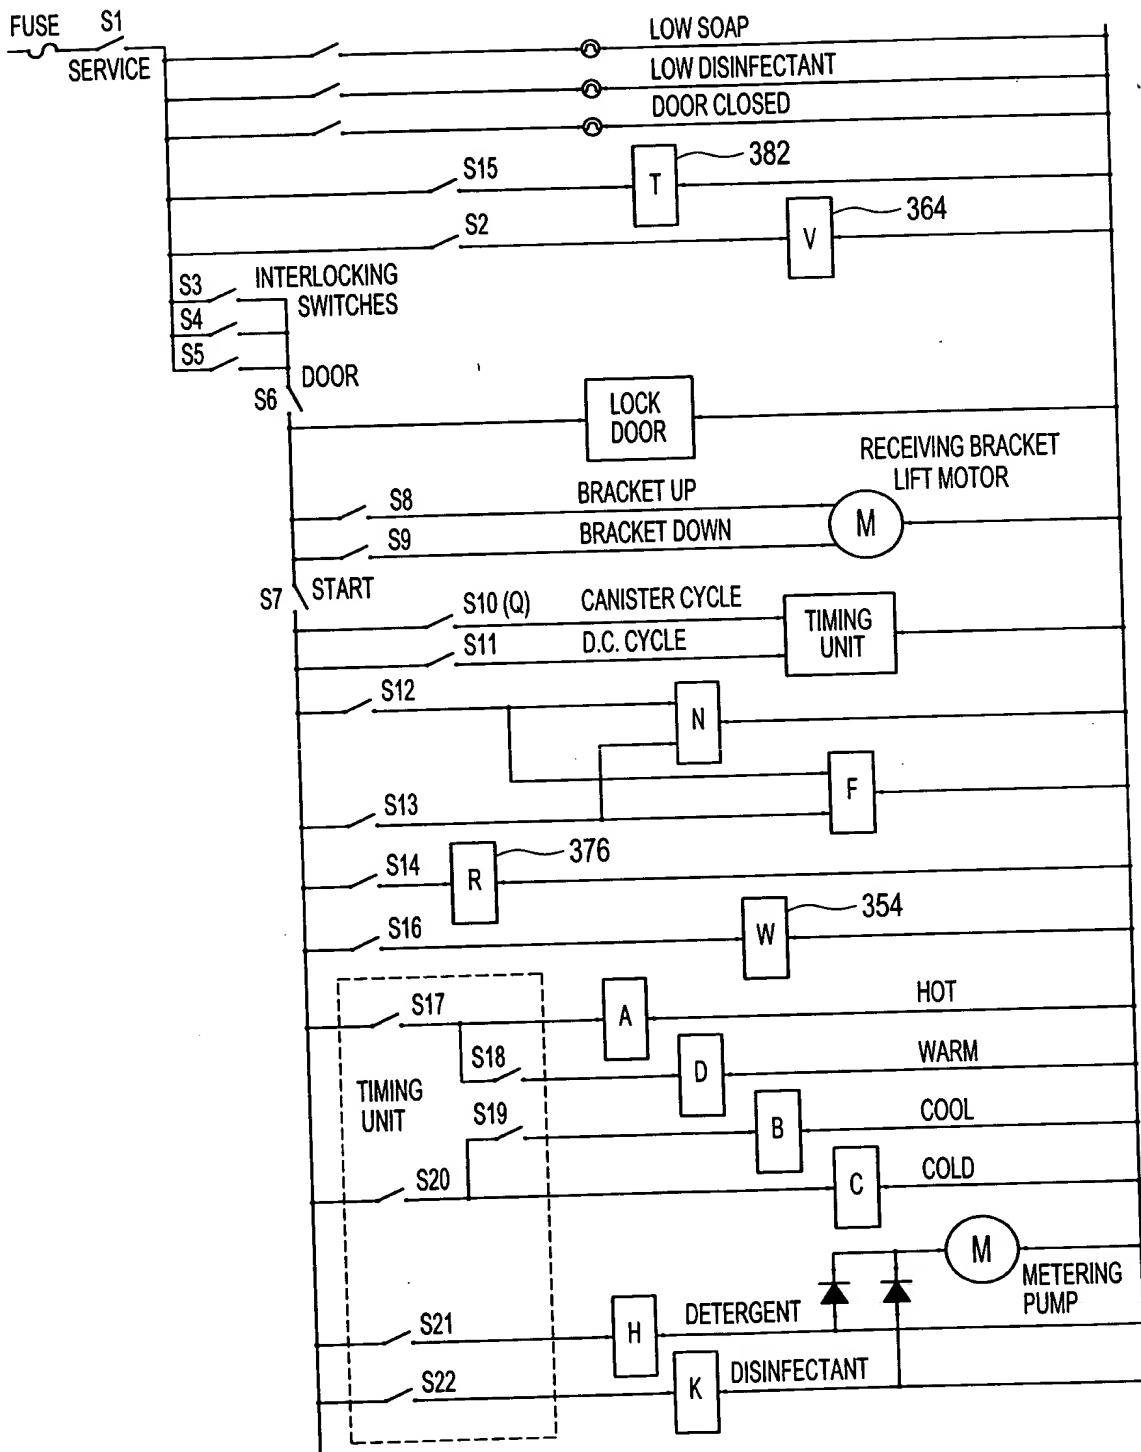 FUSE S1
SERVICE
LOW SOAP
LOW DISINFECTANT
DOOR CLOSED
S15 T 382
S2 V 364
S3 INTERLOCKING
SWITCHES
S4
S5
DOOR
S6
LOCK
DOOR
RECEIVING BRACKET
LIFT MOTOR
S8 BRACKET UP
M
S9 BRACKET DOWN
S7 START
S10 (Q) CANISTER CYCLE
TIMING
UNIT
S11 D.C. CYCLE
S12 N
F
S13
S14 R 376
S16 W 354
S17 A HOT
S18 D WARM
TIMING
UNIT
S19 B COOL
S20 C COLD
M
METERING
PUMP
S21 H DETERGENT
S22 K DISINFECTANT